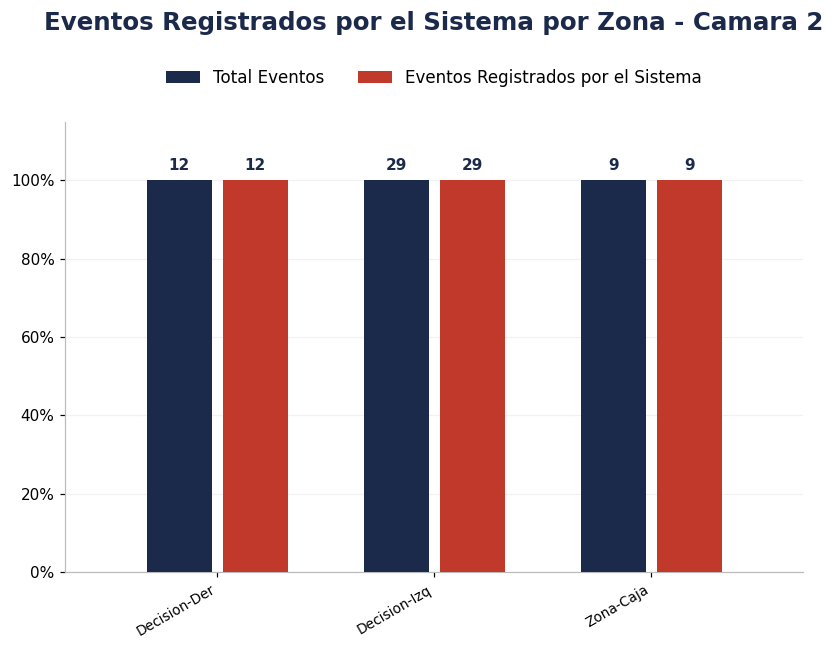 Eventos Registrados por el Sistema por Zona - Camara 2
Total Eventos
Eventos Registrados por el Sistema
12
12
29
29
9
9
100%
80%
60%
40%
20%
0%
Decision-Der
Decision-Izq
Zona-Caja